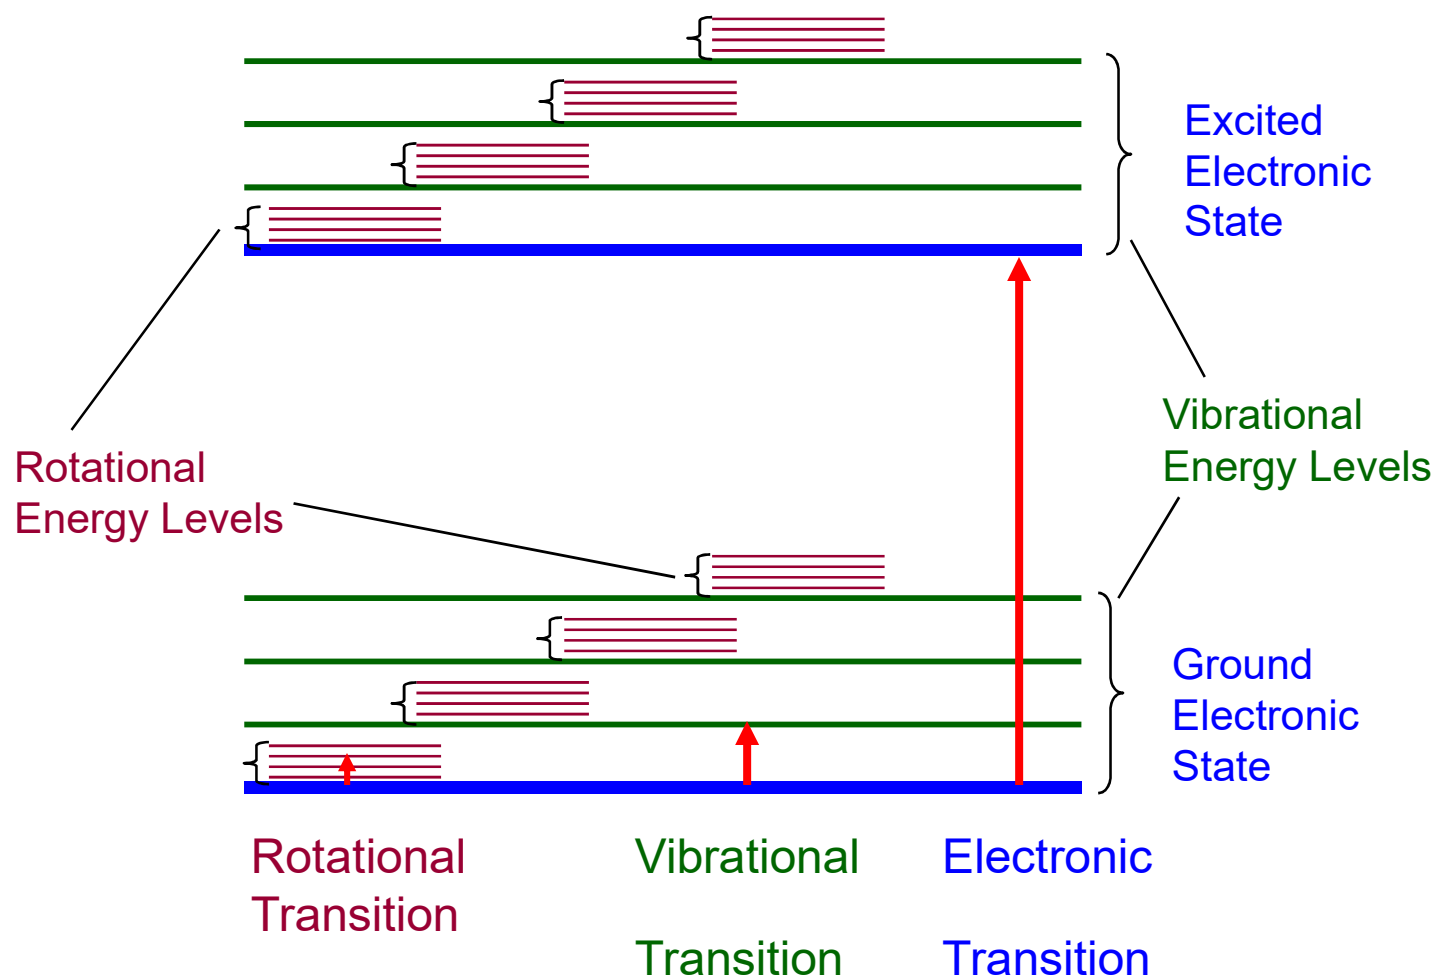 Excited
Electronic
State
Vibrational
Energy Levels
Rotational
Energy Levels
Ground
Electronic
State
Rotational
Transition
Vibrational
Transition
Electronic
Transition